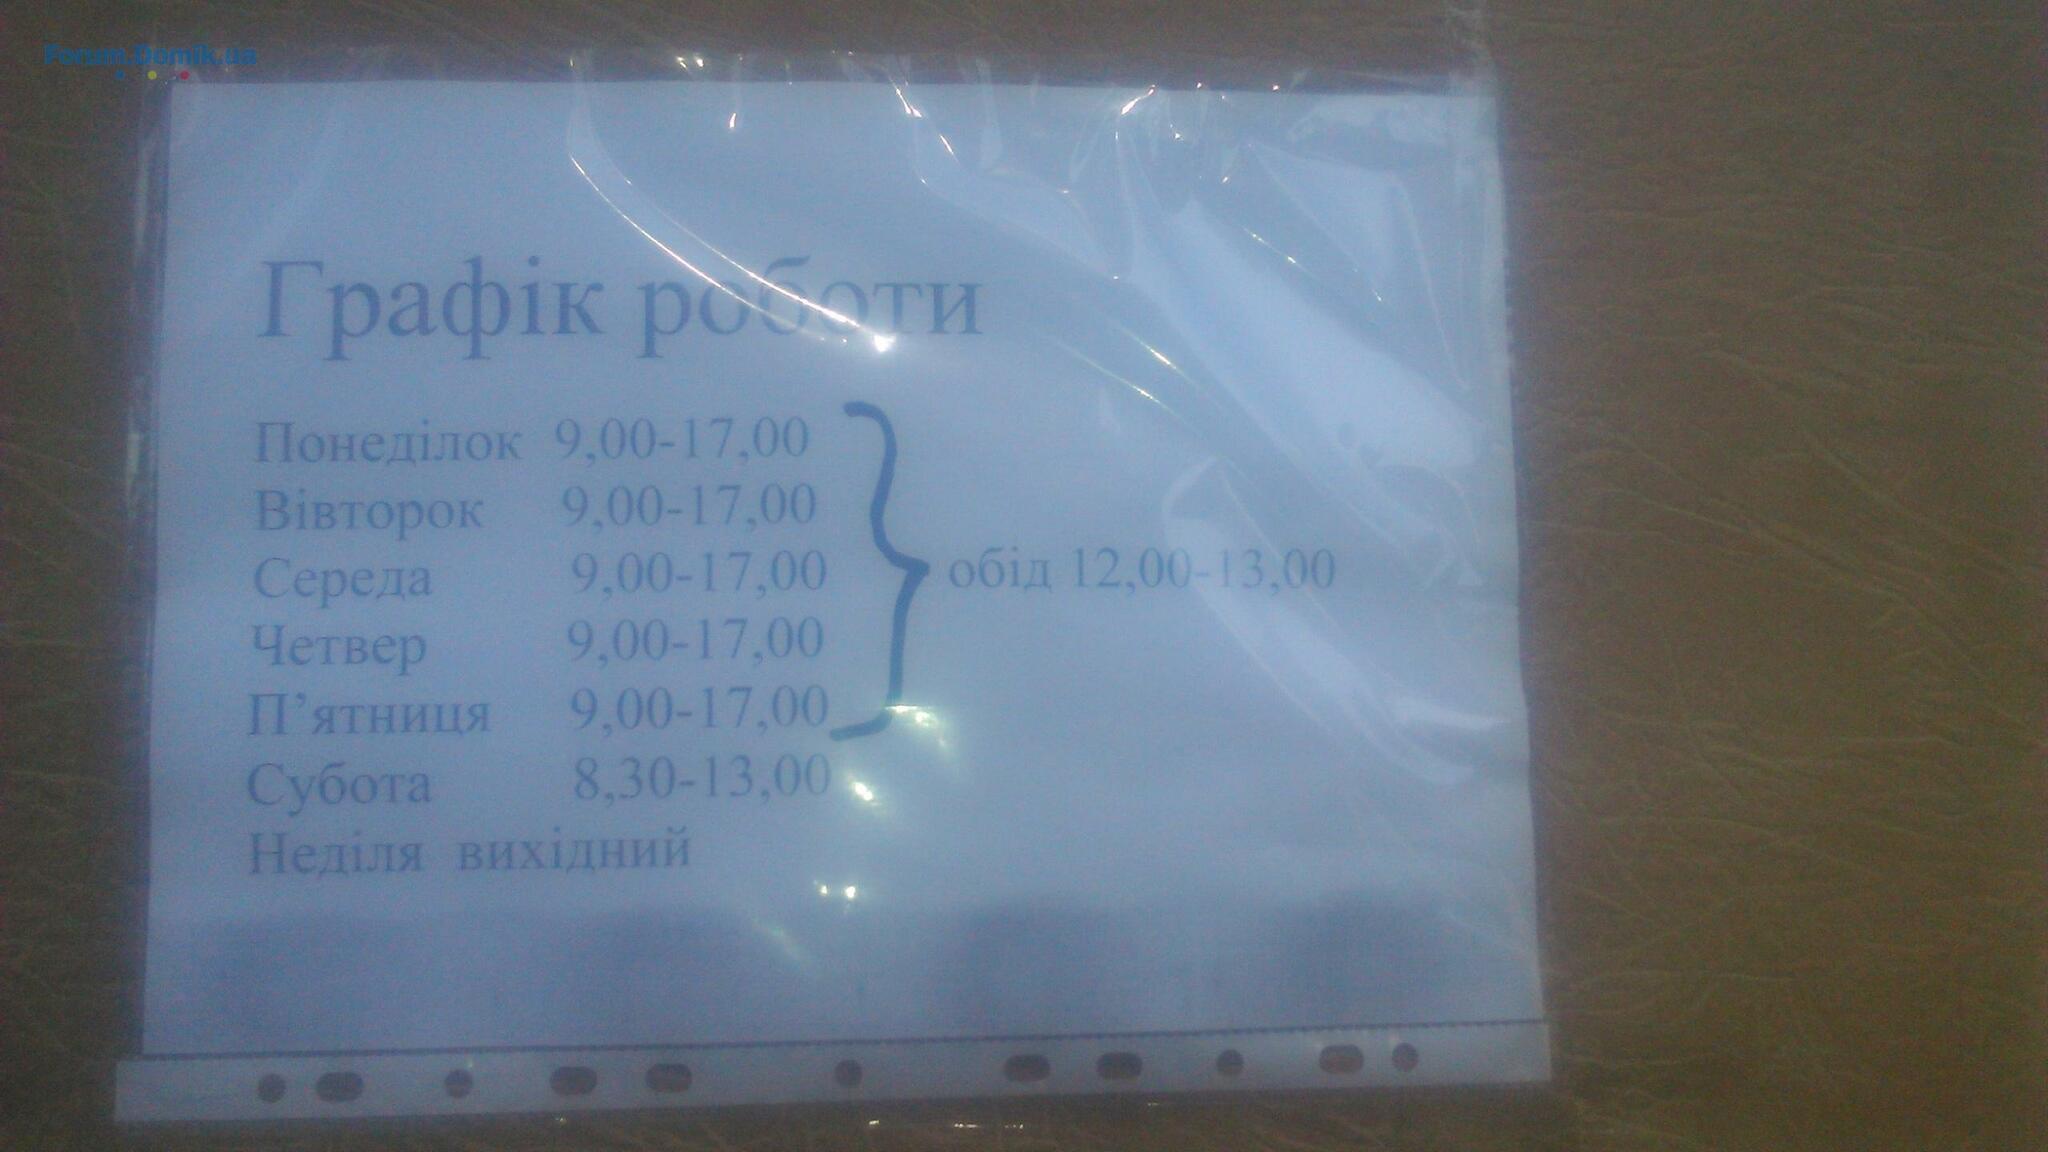 Forum.Domik.ua
Графік роботи
Понеділок 9,00-17,00
Вівторок 9,00-17,00
Середа 9,00-17,00
обід 12,00-13,00
Четвер 9,00-17,00
П’ятниця 9,00-17,00
Субота 8,30-13,00
Неділя вихідний